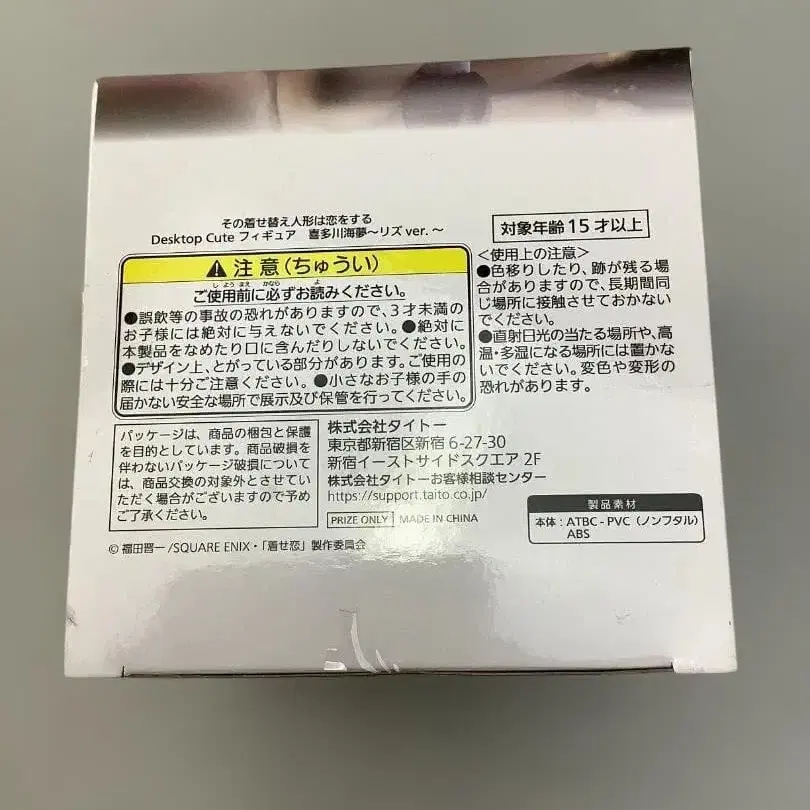 その着せ替え人形は恋をする
Desktop Cute フィギュア 喜多川海夢〜リズ ver.〜
対象年齢15才以上
注意(ちゅうい)
しようまえ かなら よ
ご使用前に必ずお読みください。
●誤飲等の事故の恐れがありますので、3才未満の
お子様には絶対に与えないでください。●絶対に
本製品をなめたり口に含んだりしないでください。
●デザイン上、とがっている部分があります。ご使用の
際には十分ご注意ください。●小さなお子様の手の
届かない安全な場所で展示及び保管を行ってください。
<使用上の注意>
●色移りしたり、跡が残る場
合がありますので、長期間同
じ場所に接触させておかない
でください。
●直射日光の当たる場所や、高
温・多湿になる場所には置かな
いでください。変色や変形の
恐れがあります。
パッケージは、商品の梱包と保護
を目的としています。商品破損を
伴わないパッケージ破損について
は、商品交換の対象外とさせてい
ただく場合がございますので予め
ご了承ください。
株式会社タイトー
東京都新宿区新宿 6-27-30
新宿イーストサイドスクエア 2F
株式会社タイトーお客様相談センター
https://support.taito.co.jp/
PRIZE ONLY MADE IN CHINA
製品素材
本体:ATBC-PVC(ノンフタル)
ABS
© 福田晋一/SQUARE ENIX・「着せ恋」製作委員会